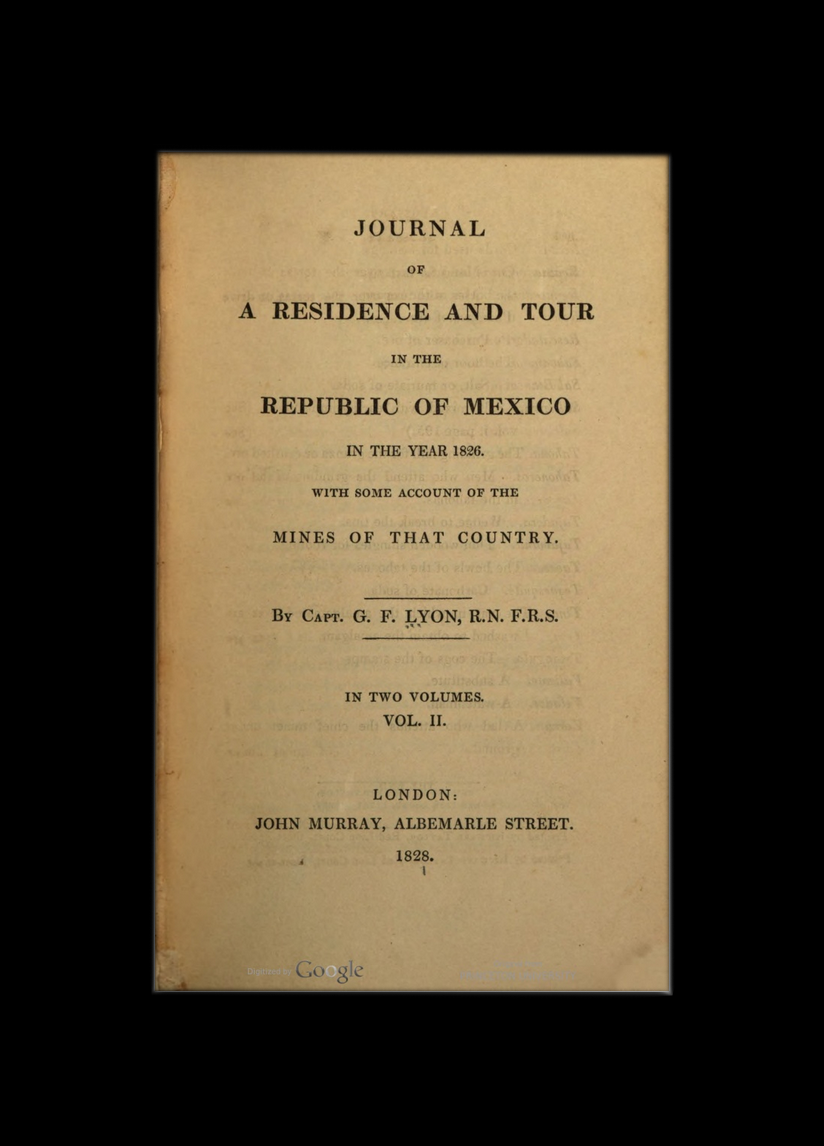 JOURNAL
OF
A RESIDENCE AND TOUR
IN THE
REPUBLIC OF MEXICO
IN THE YEAR 1826.
WITH SOME ACCOUNT OF THE
MINES OF THAT COUNTRY.
By Capt. G. F. LYON, R.N. F.R.S.
IN TWO VOLUMES.
VOL. II.
LONDON:
JOHN MURRAY, ALBEMARLE STREET.
1828.
Digitized by Google